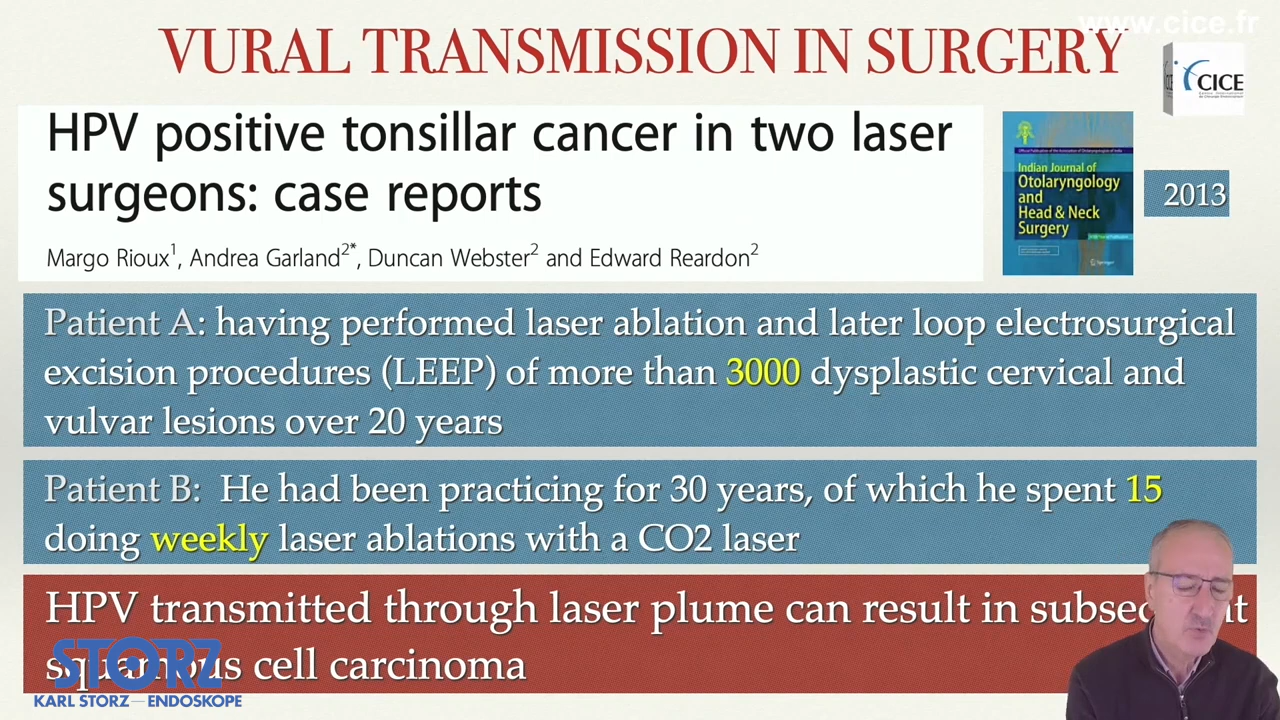 www.cice.fr
VURAL TRANSMISSION IN SURGERY
CICE
HPV positive tonsillar cancer in two laser
surgeons: case reports
Margo Rioux1, Andrea Garland2*, Duncan Webster2 and Edward Reardon2
Indian Journal of
Otolaryngology
and
Head & Neck
Surgery
Springer
2013
Patient A: having performed laser ablation and later loop electrosurgical
excision procedures (LEEP) of more than 3000 dysplastic cervical and
vulvar lesions over 20 years
Patient B: He had been practicing for 30 years, of which he spent 15
doing weekly laser ablations with a CO2 laser
HPV transmitted through laser plume can result in
squamous cell carcinoma
STORZ
KARL STORZ—ENDOSKOPE